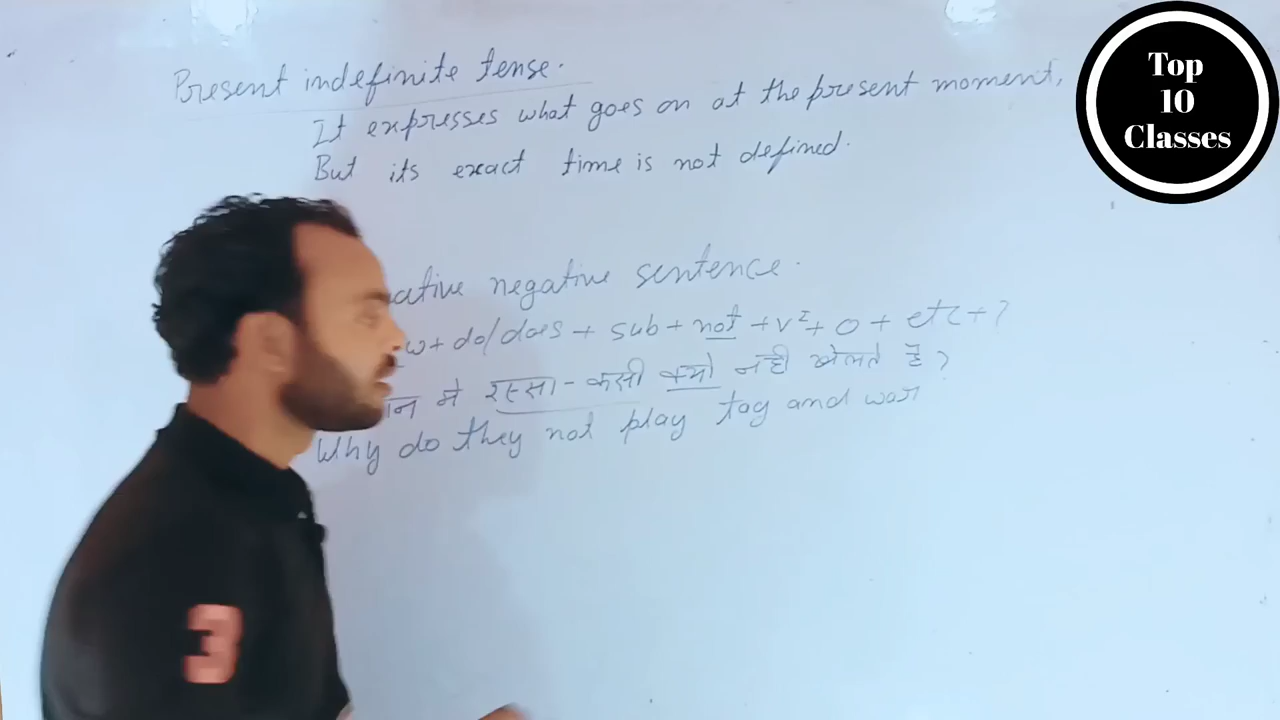 Present indefinite tense.
It expresses what goes on at the present moment,
But its exact time is not defined.
ative negative sentence.
w + do/does + sub + not + v I + o + etc + ?
ान मे रस्सा - कसी क्यो नही खेलते है ?
Why do they not play tag and war
Top
10
Classes
3